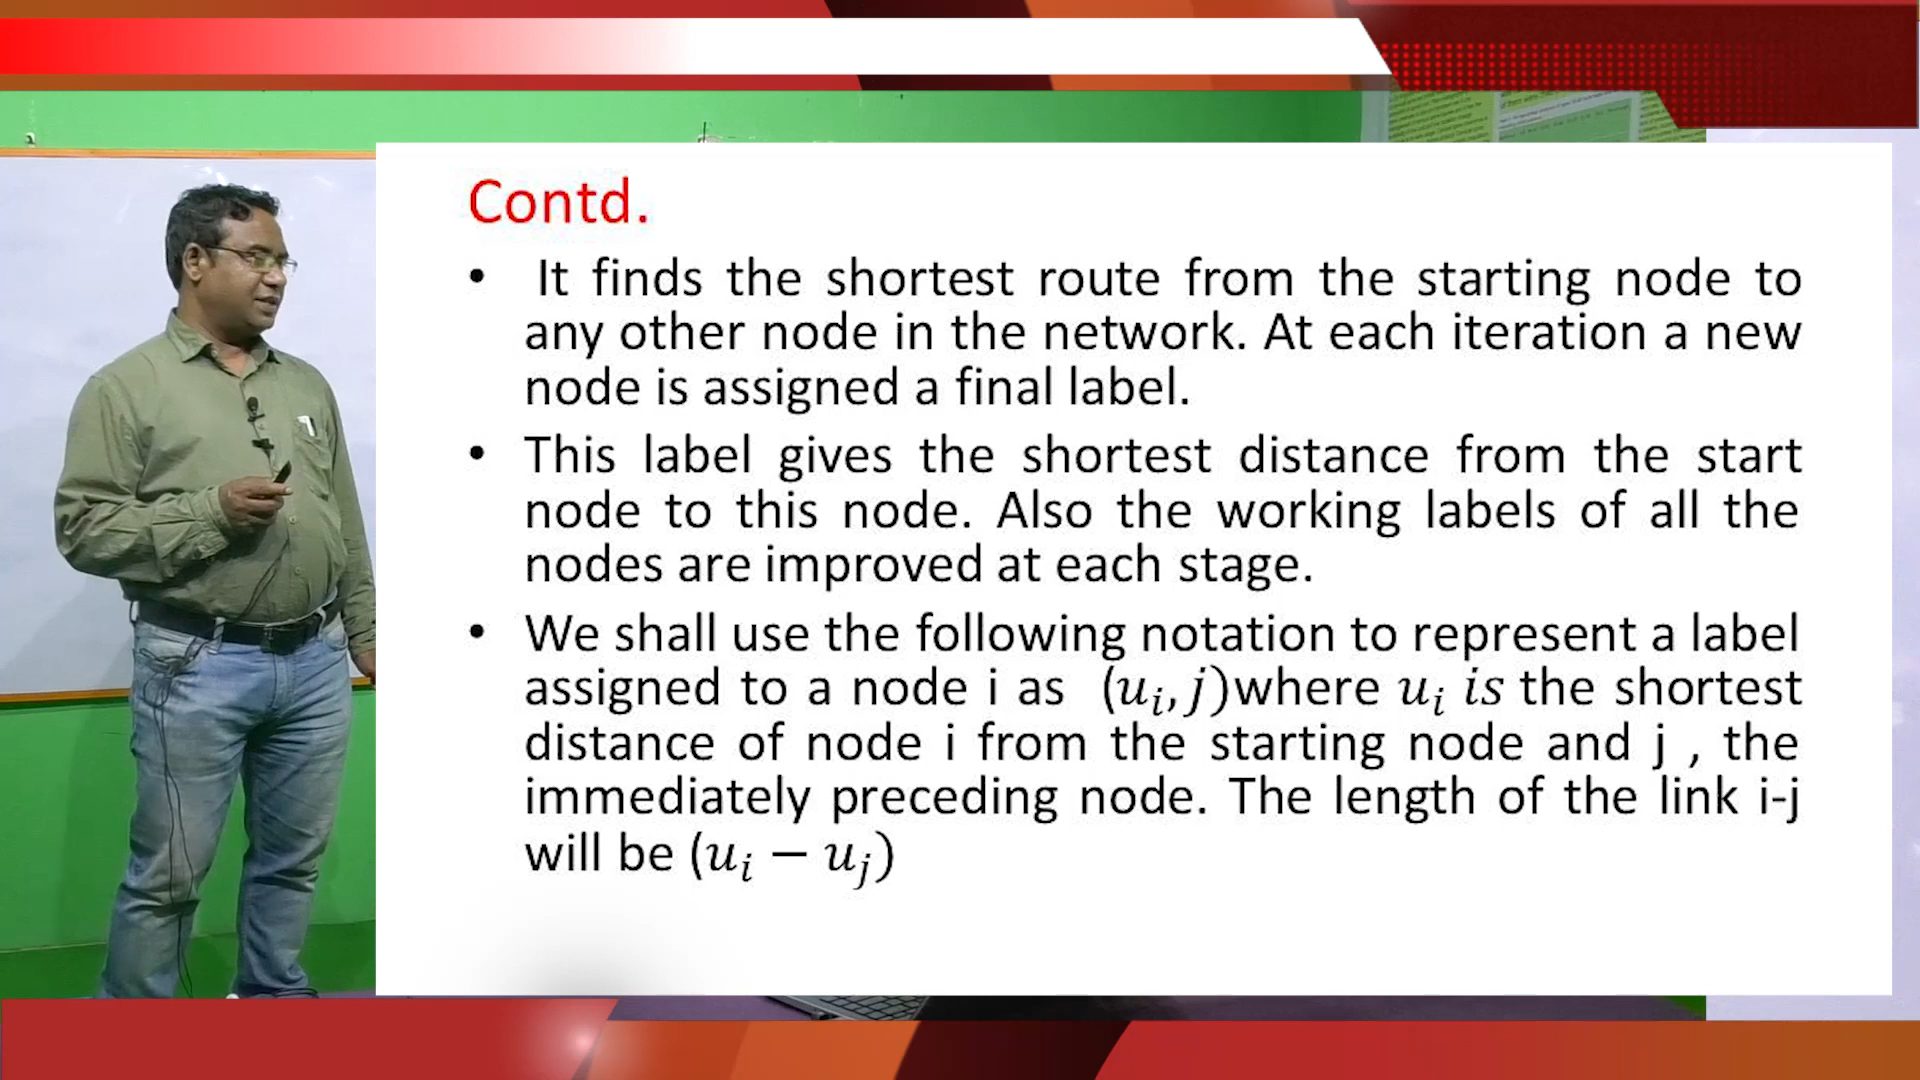 Contd.
• It finds the shortest route from the starting node to
any other node in the network. At each iteration a new
node is assigned a final label.
• This label gives the shortest distance from the start
node to this node. Also the working labels of all the
nodes are improved at each stage.
• We shall use the following notation to represent a label
assigned to a node i as (uᵢ, j)where uᵢ is the shortest
distance of node i from the starting node and j , the
immediately preceding node. The length of the link i-j
will be (uᵢ − uⱼ)